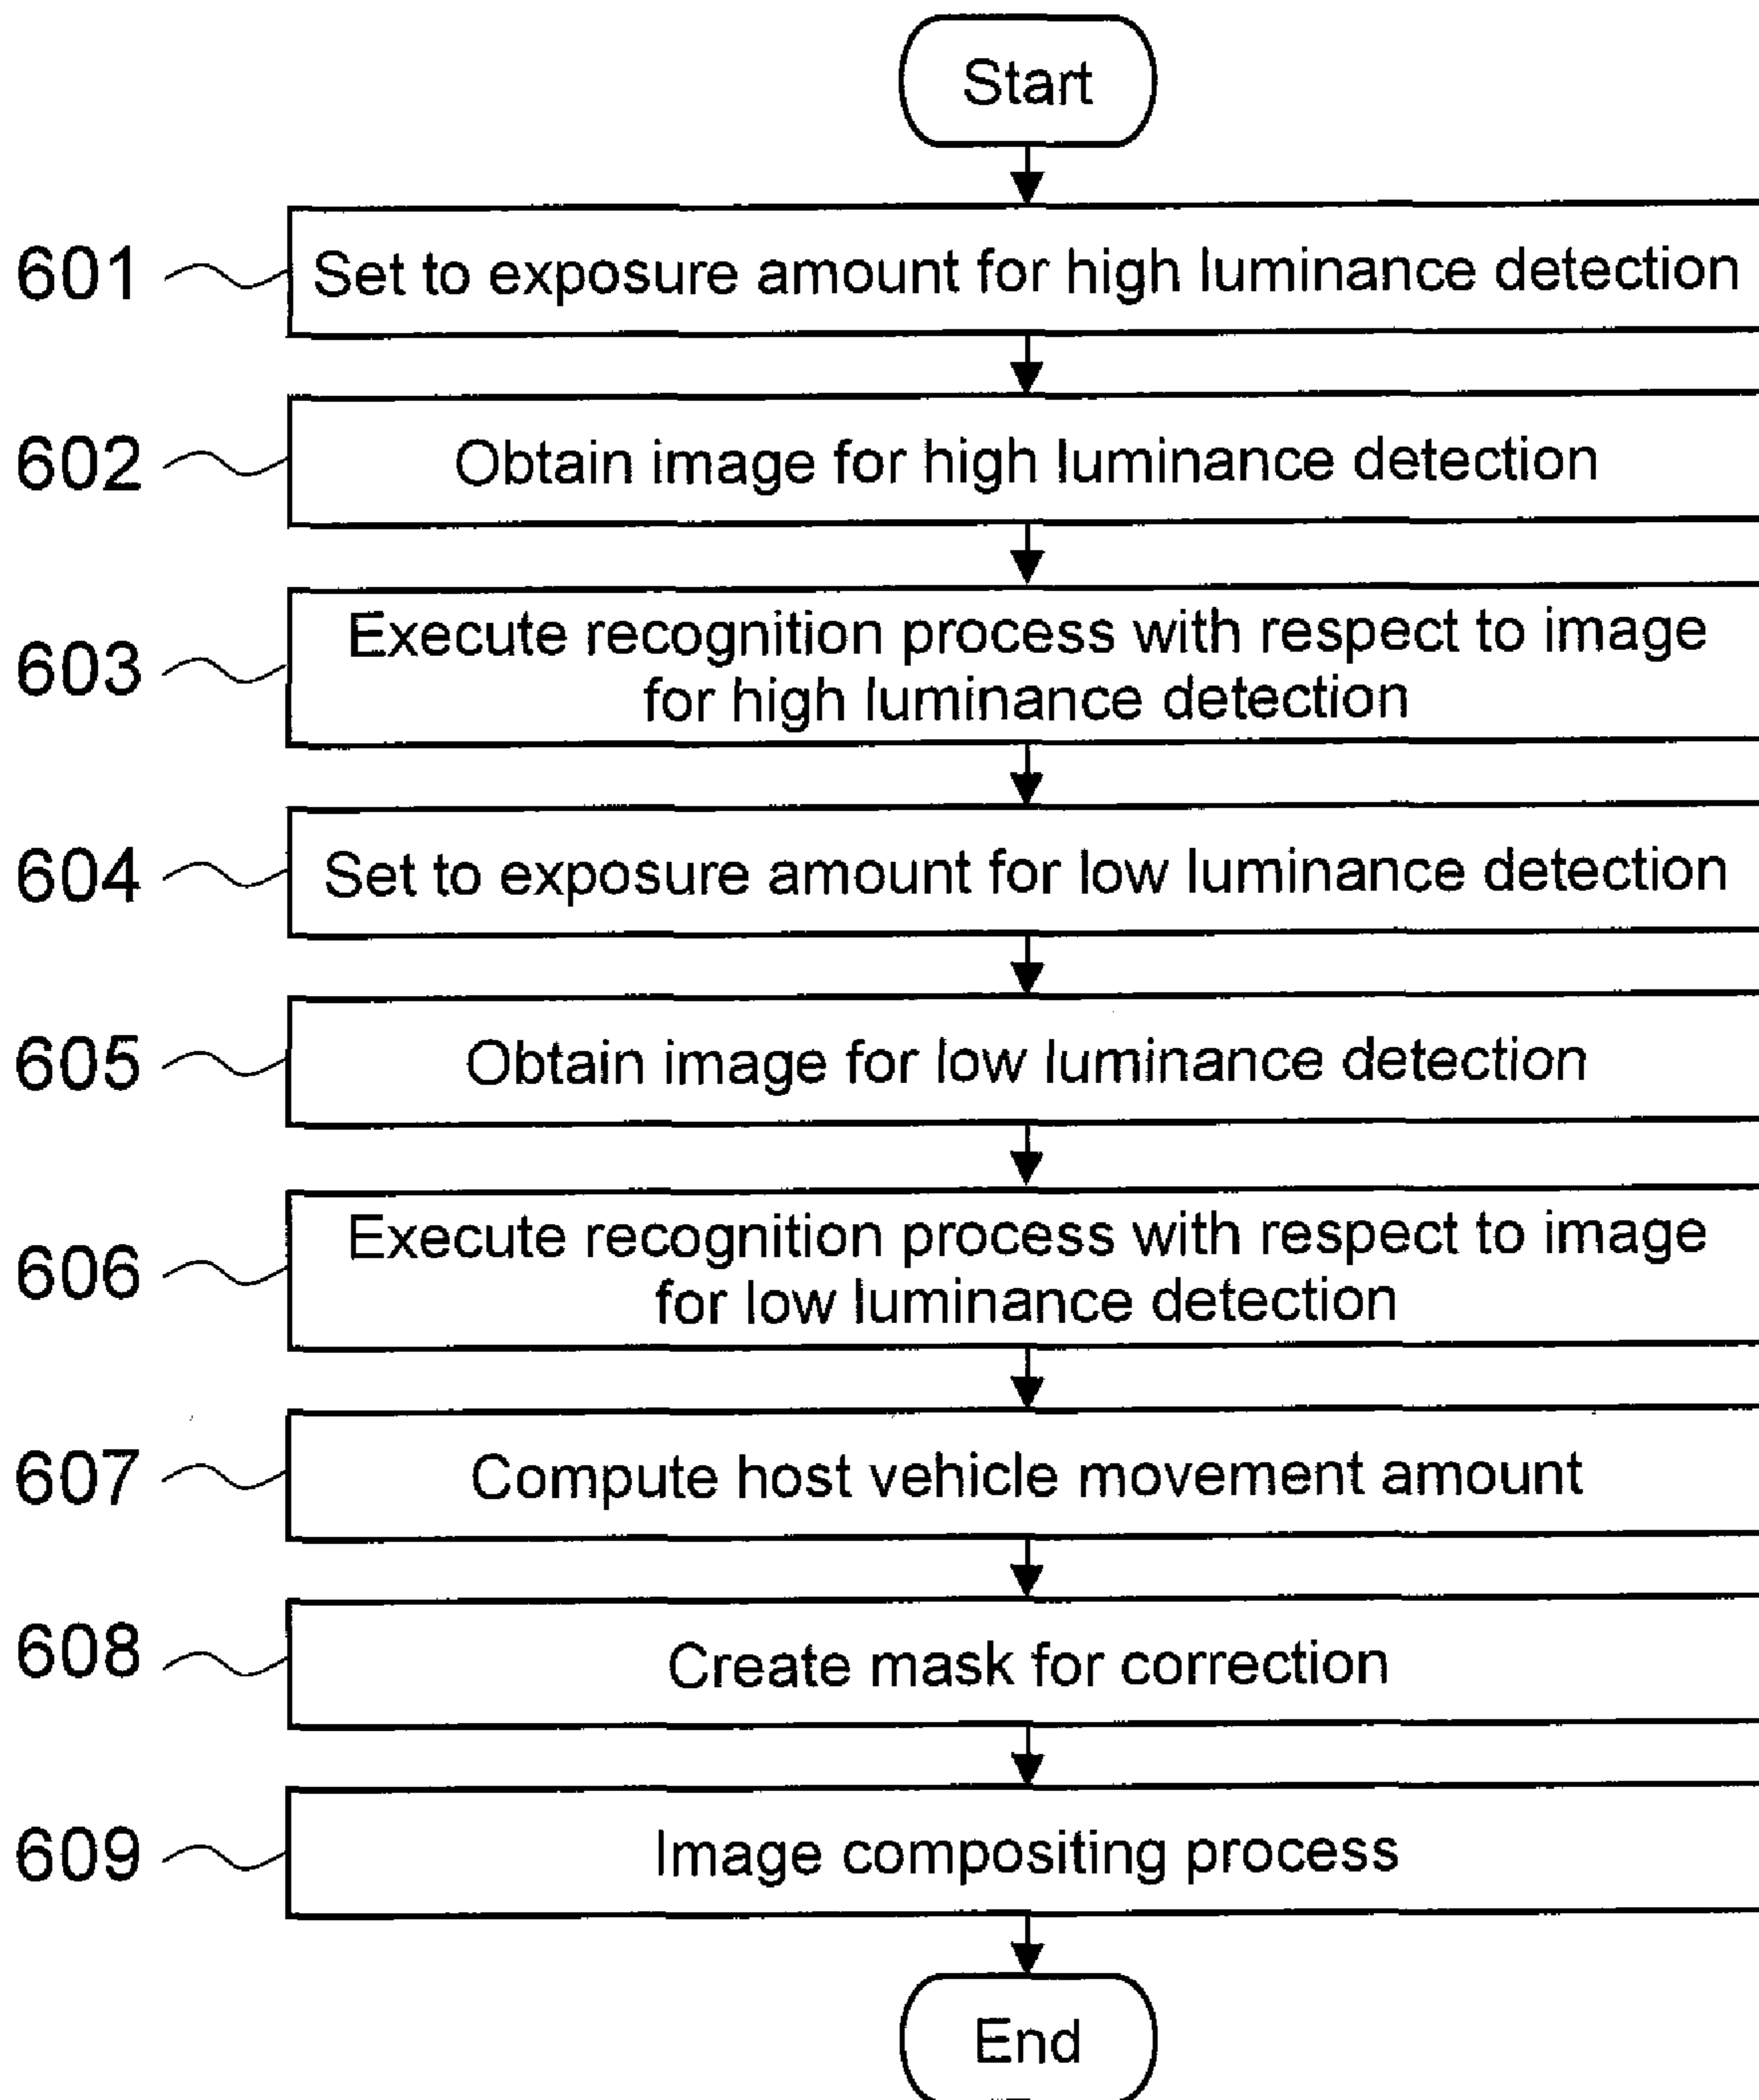 Start
601 Set to exposure amount for high luminance detection
602 Obtain image for high luminance detection
603 Execute recognition process with respect to image
for high luminance detection
604 Set to exposure amount for low luminance detection
605 Obtain image for low luminance detection
606 Execute recognition process with respect to image
for low luminance detection
607 Compute host vehicle movement amount
608 Create mask for correction
609 Image compositing process
End